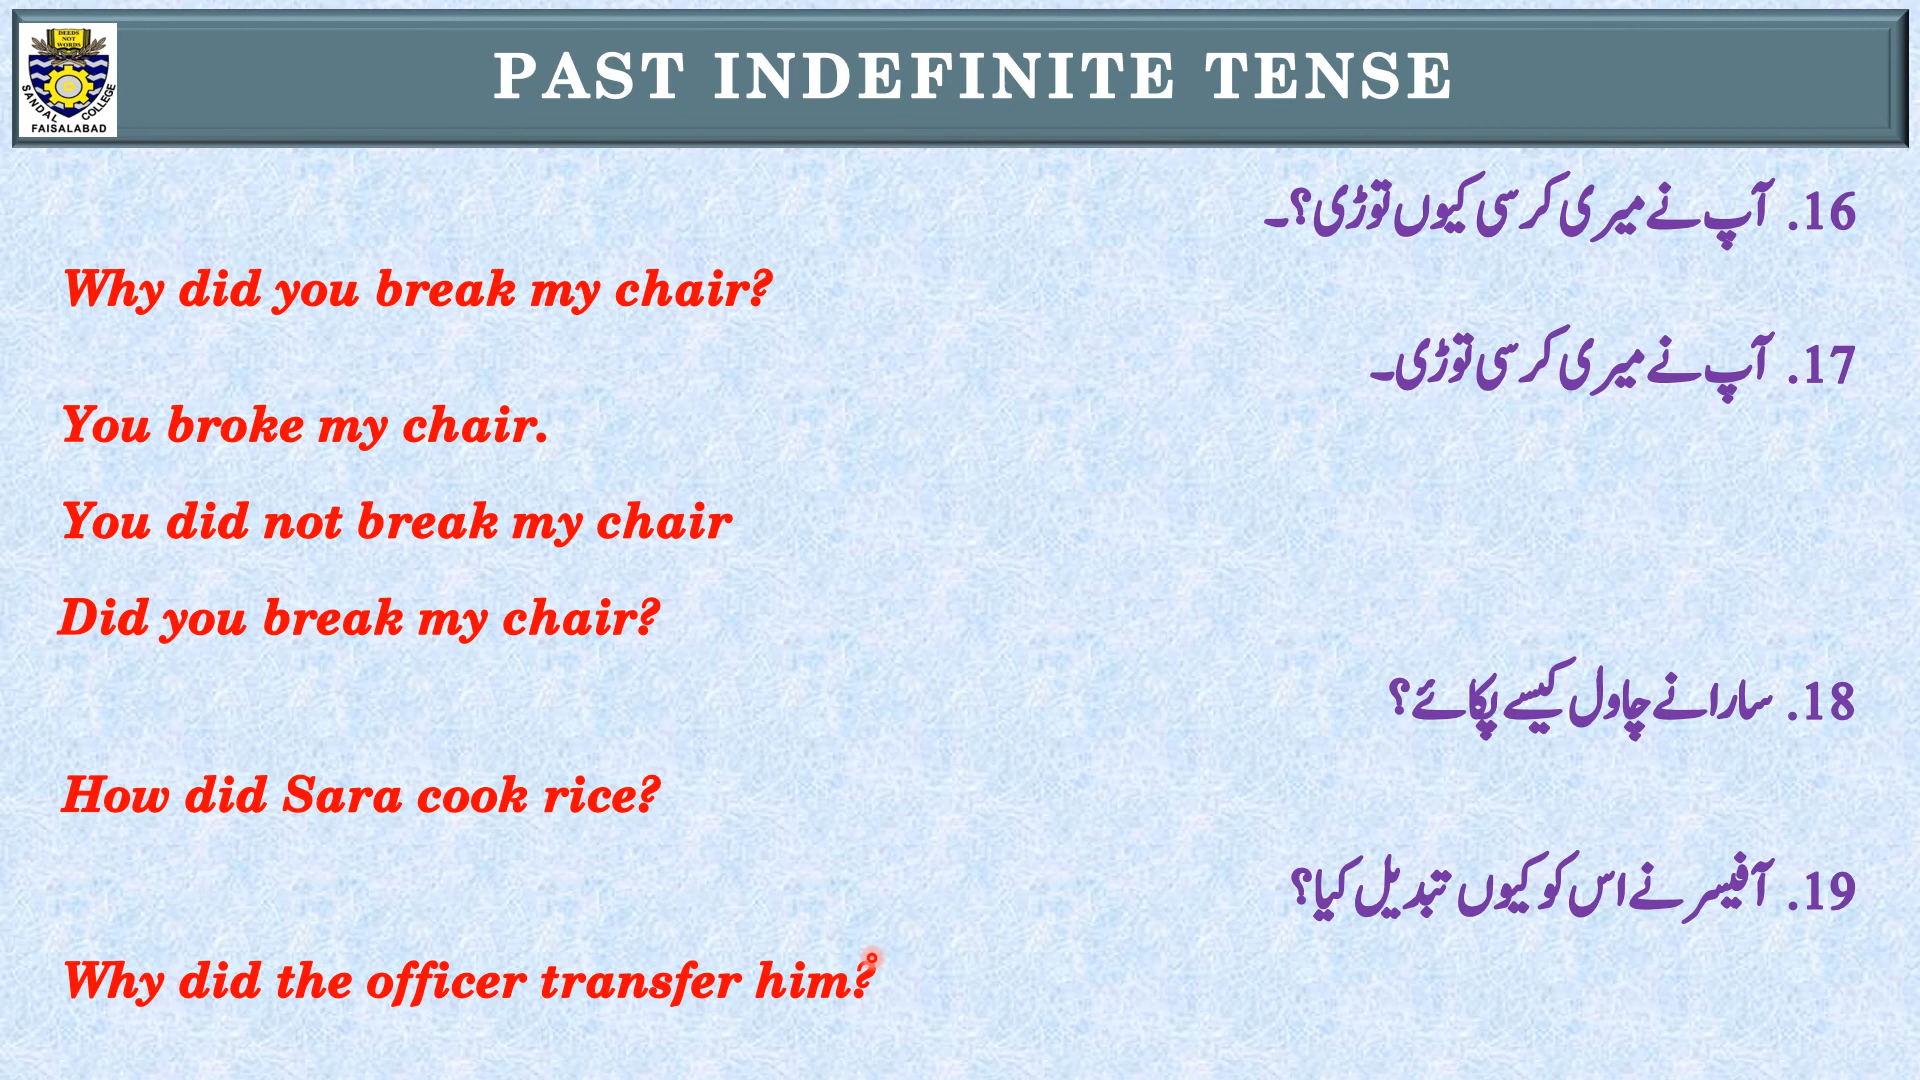 DEEDS
NOT
WORDS
SANDAL COLLEGE
FAISALABAD
PAST INDEFINITE TENSE
16. آپ نے میری کرسی کیوں توڑی؟۔
Why did you break my chair?
17. آپ نے میری کرسی توڑی۔
You broke my chair.
You did not break my chair
Did you break my chair?
18. سارا نے چاول کیسے پکائے؟
How did Sara cook rice?
19. آفیسر نے اس کو کیوں تبدیل کیا؟
Why did the officer transfer him?